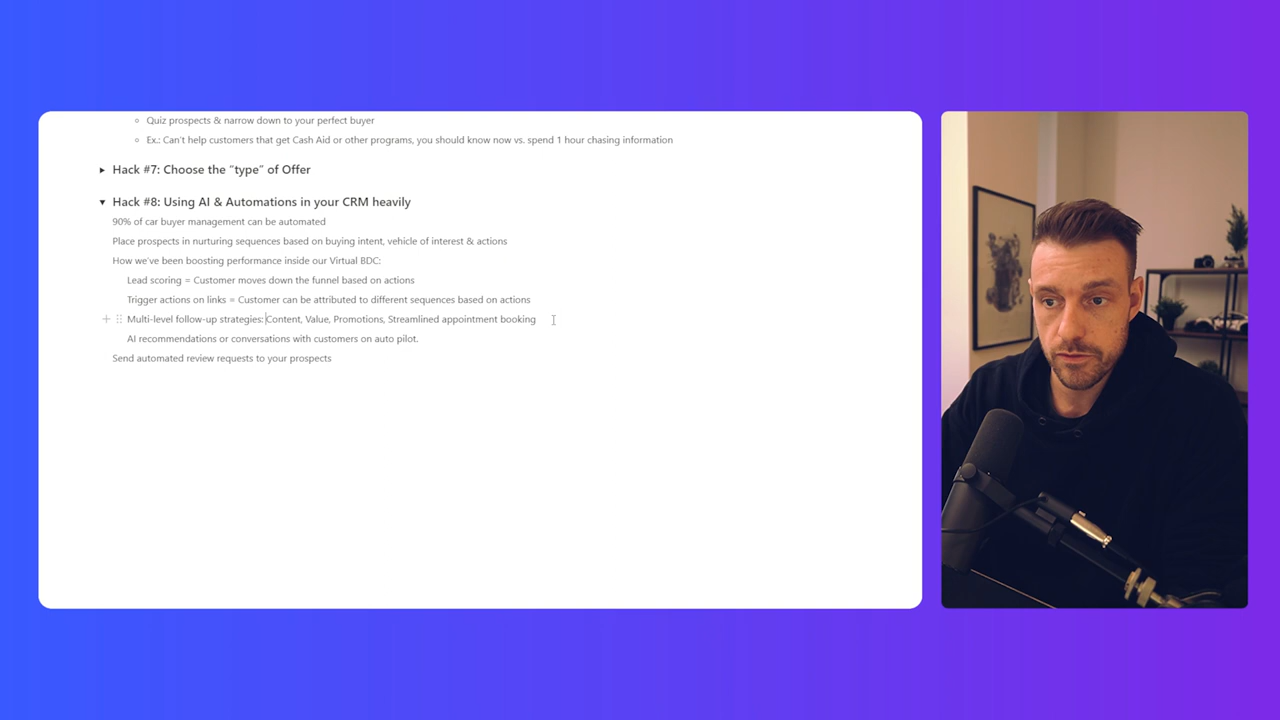 Quiz prospects & narrow down to your perfect buyer
Ex.: Can't help customers that get Cash Aid or other programs, you should know now vs. spend 1 hour chasing information
Hack #7: Choose the “type” of Offer
Hack #8: Using AI & Automations in your CRM heavily
90% of car buyer management can be automated
Place prospects in nurturing sequences based on buying intent, vehicle of interest & actions
How we've been boosting performance inside our Virtual BDC:
Lead scoring = Customer moves down the funnel based on actions
Trigger actions on links = Customer can be attributed to different sequences based on actions
Multi-level follow-up strategies: Content, Value, Promotions, Streamlined appointment booking
AI recommendations or conversations with customers on auto pilot.
Send automated review requests to your prospects